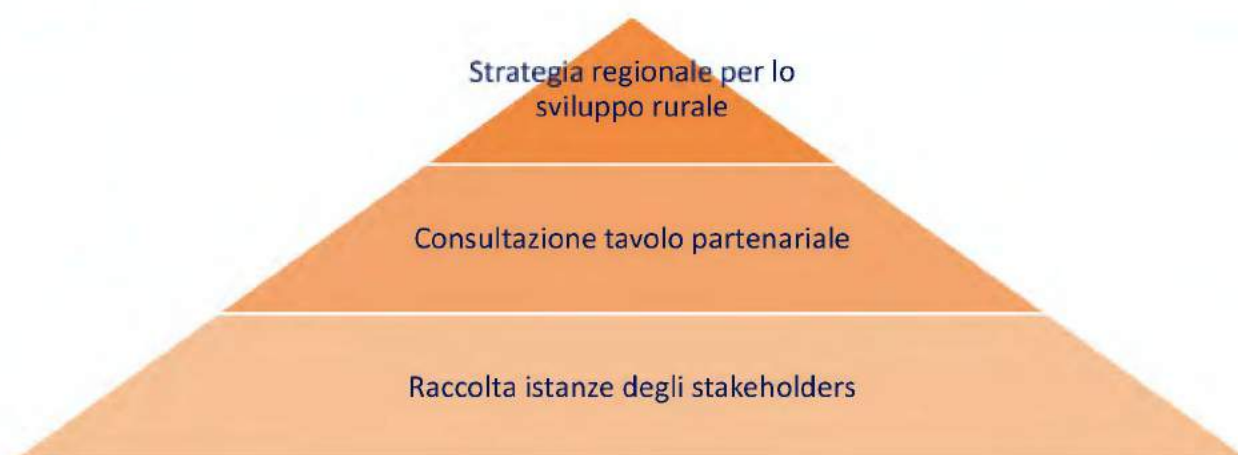 Strategia regionale per lo
sviluppo rurale
Consultazione tavolo partenariale
Raccolta istanze degli stakeholders